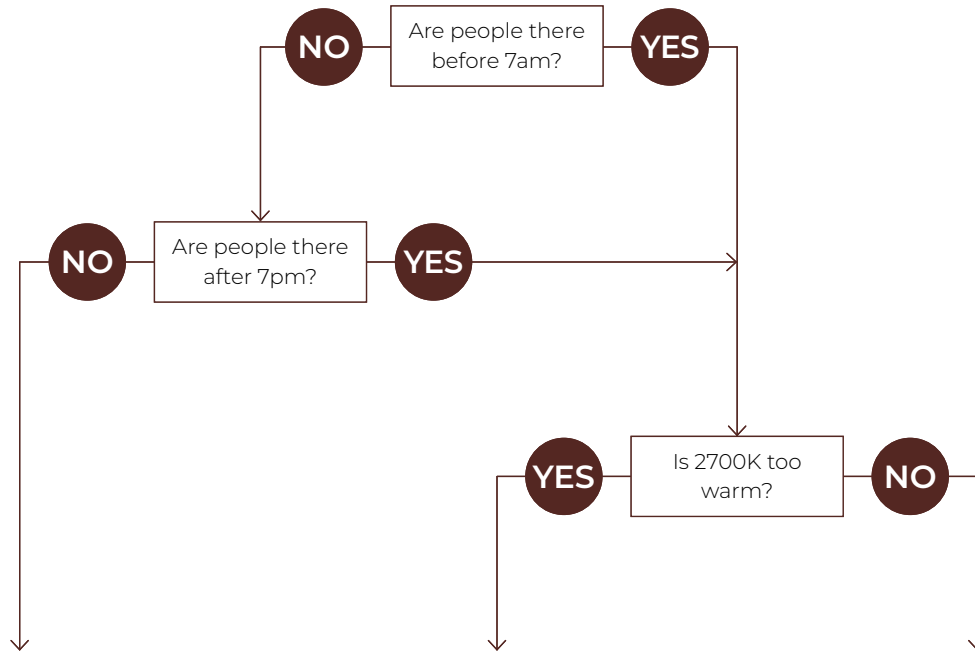 NO
Are people there
before 7am?
YES
NO
Are people there
after 7pm?
YES
YES
Is 2700K too
warm?
NO